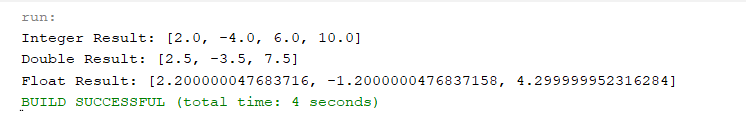 run:
Integer Result: [2.0, -4.0, 6.0, 10.0]
Double Result: [2.5, -3.5, 7.5]
Float Result: [2.200000047683716, -1.2000000476837158, 4.299999952316284]
BUILD SUCCESSFUL (total time: 4 seconds)